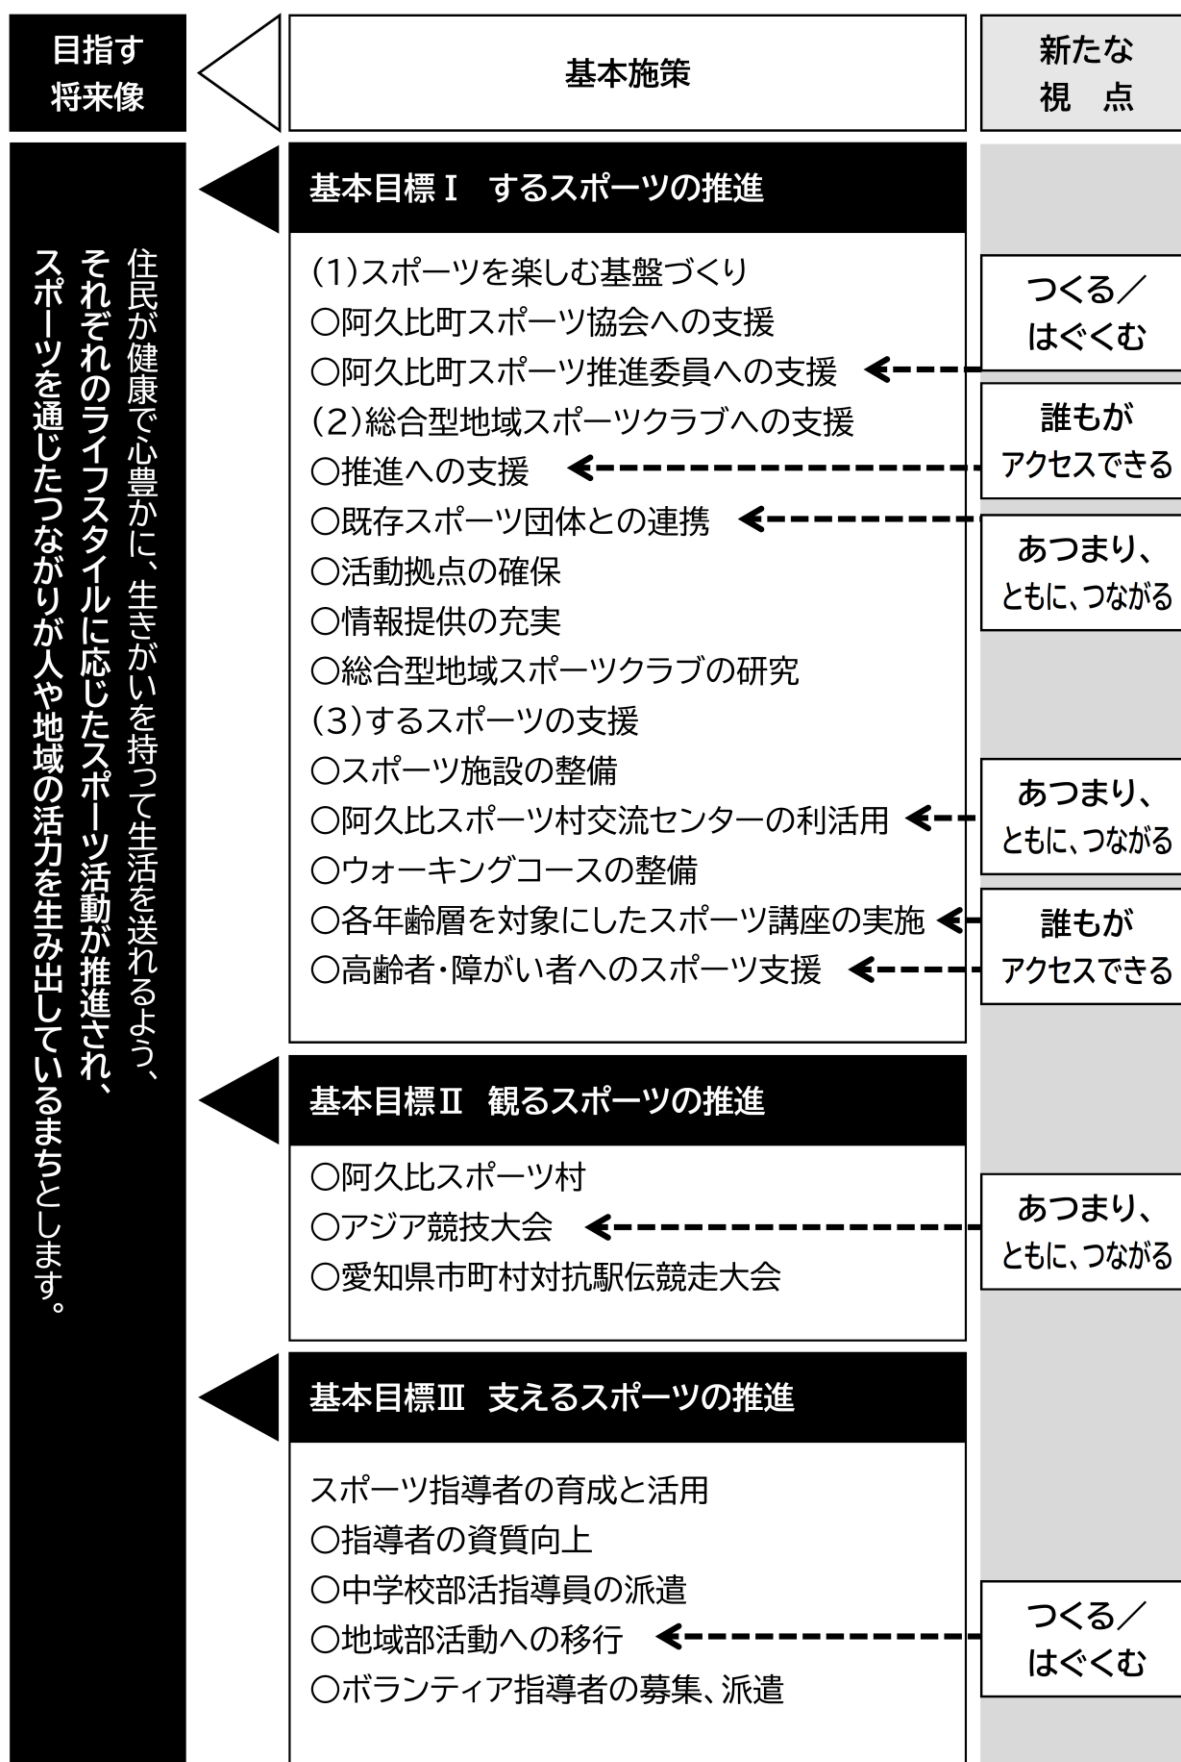 目指す
将来像
基本施策
新たな
視　点
住民が健康で心豊かに、生きがいを持って生活を送れるよう、
それぞれのライフスタイルに応じたスポーツ活動が推進され、
スポーツを通じたつながりが人や地域の活力を生み出しているまちとします。
基本目標Ⅰ　するスポーツの推進
(1)スポーツを楽しむ基盤づくり
○阿久比町スポーツ協会への支援
○阿久比町スポーツ推進委員への支援
(2)総合型地域スポーツクラブへの支援
○推進への支援
○既存スポーツ団体との連携
○活動拠点の確保
○情報提供の充実
○総合型地域スポーツクラブの研究
(3)するスポーツの支援
○スポーツ施設の整備
○阿久比スポーツ村交流センターの利活用
○ウォーキングコースの整備
○各年齢層を対象にしたスポーツ講座の実施
○高齢者・障がい者へのスポーツ支援
つくる／
はぐくむ
誰もが
アクセスできる
あつまり、
ともに、つながる
あつまり、
ともに、つながる
誰もが
アクセスできる
基本目標Ⅱ　観るスポーツの推進
○阿久比スポーツ村
○アジア競技大会
○愛知県市町村対抗駅伝競走大会
あつまり、
ともに、つながる
基本目標Ⅲ　支えるスポーツの推進
スポーツ指導者の育成と活用
○指導者の資質向上
○中学校部活指導員の派遣
○地域部活動への移行
○ボランティア指導者の募集、派遣
つくる／
はぐくむ